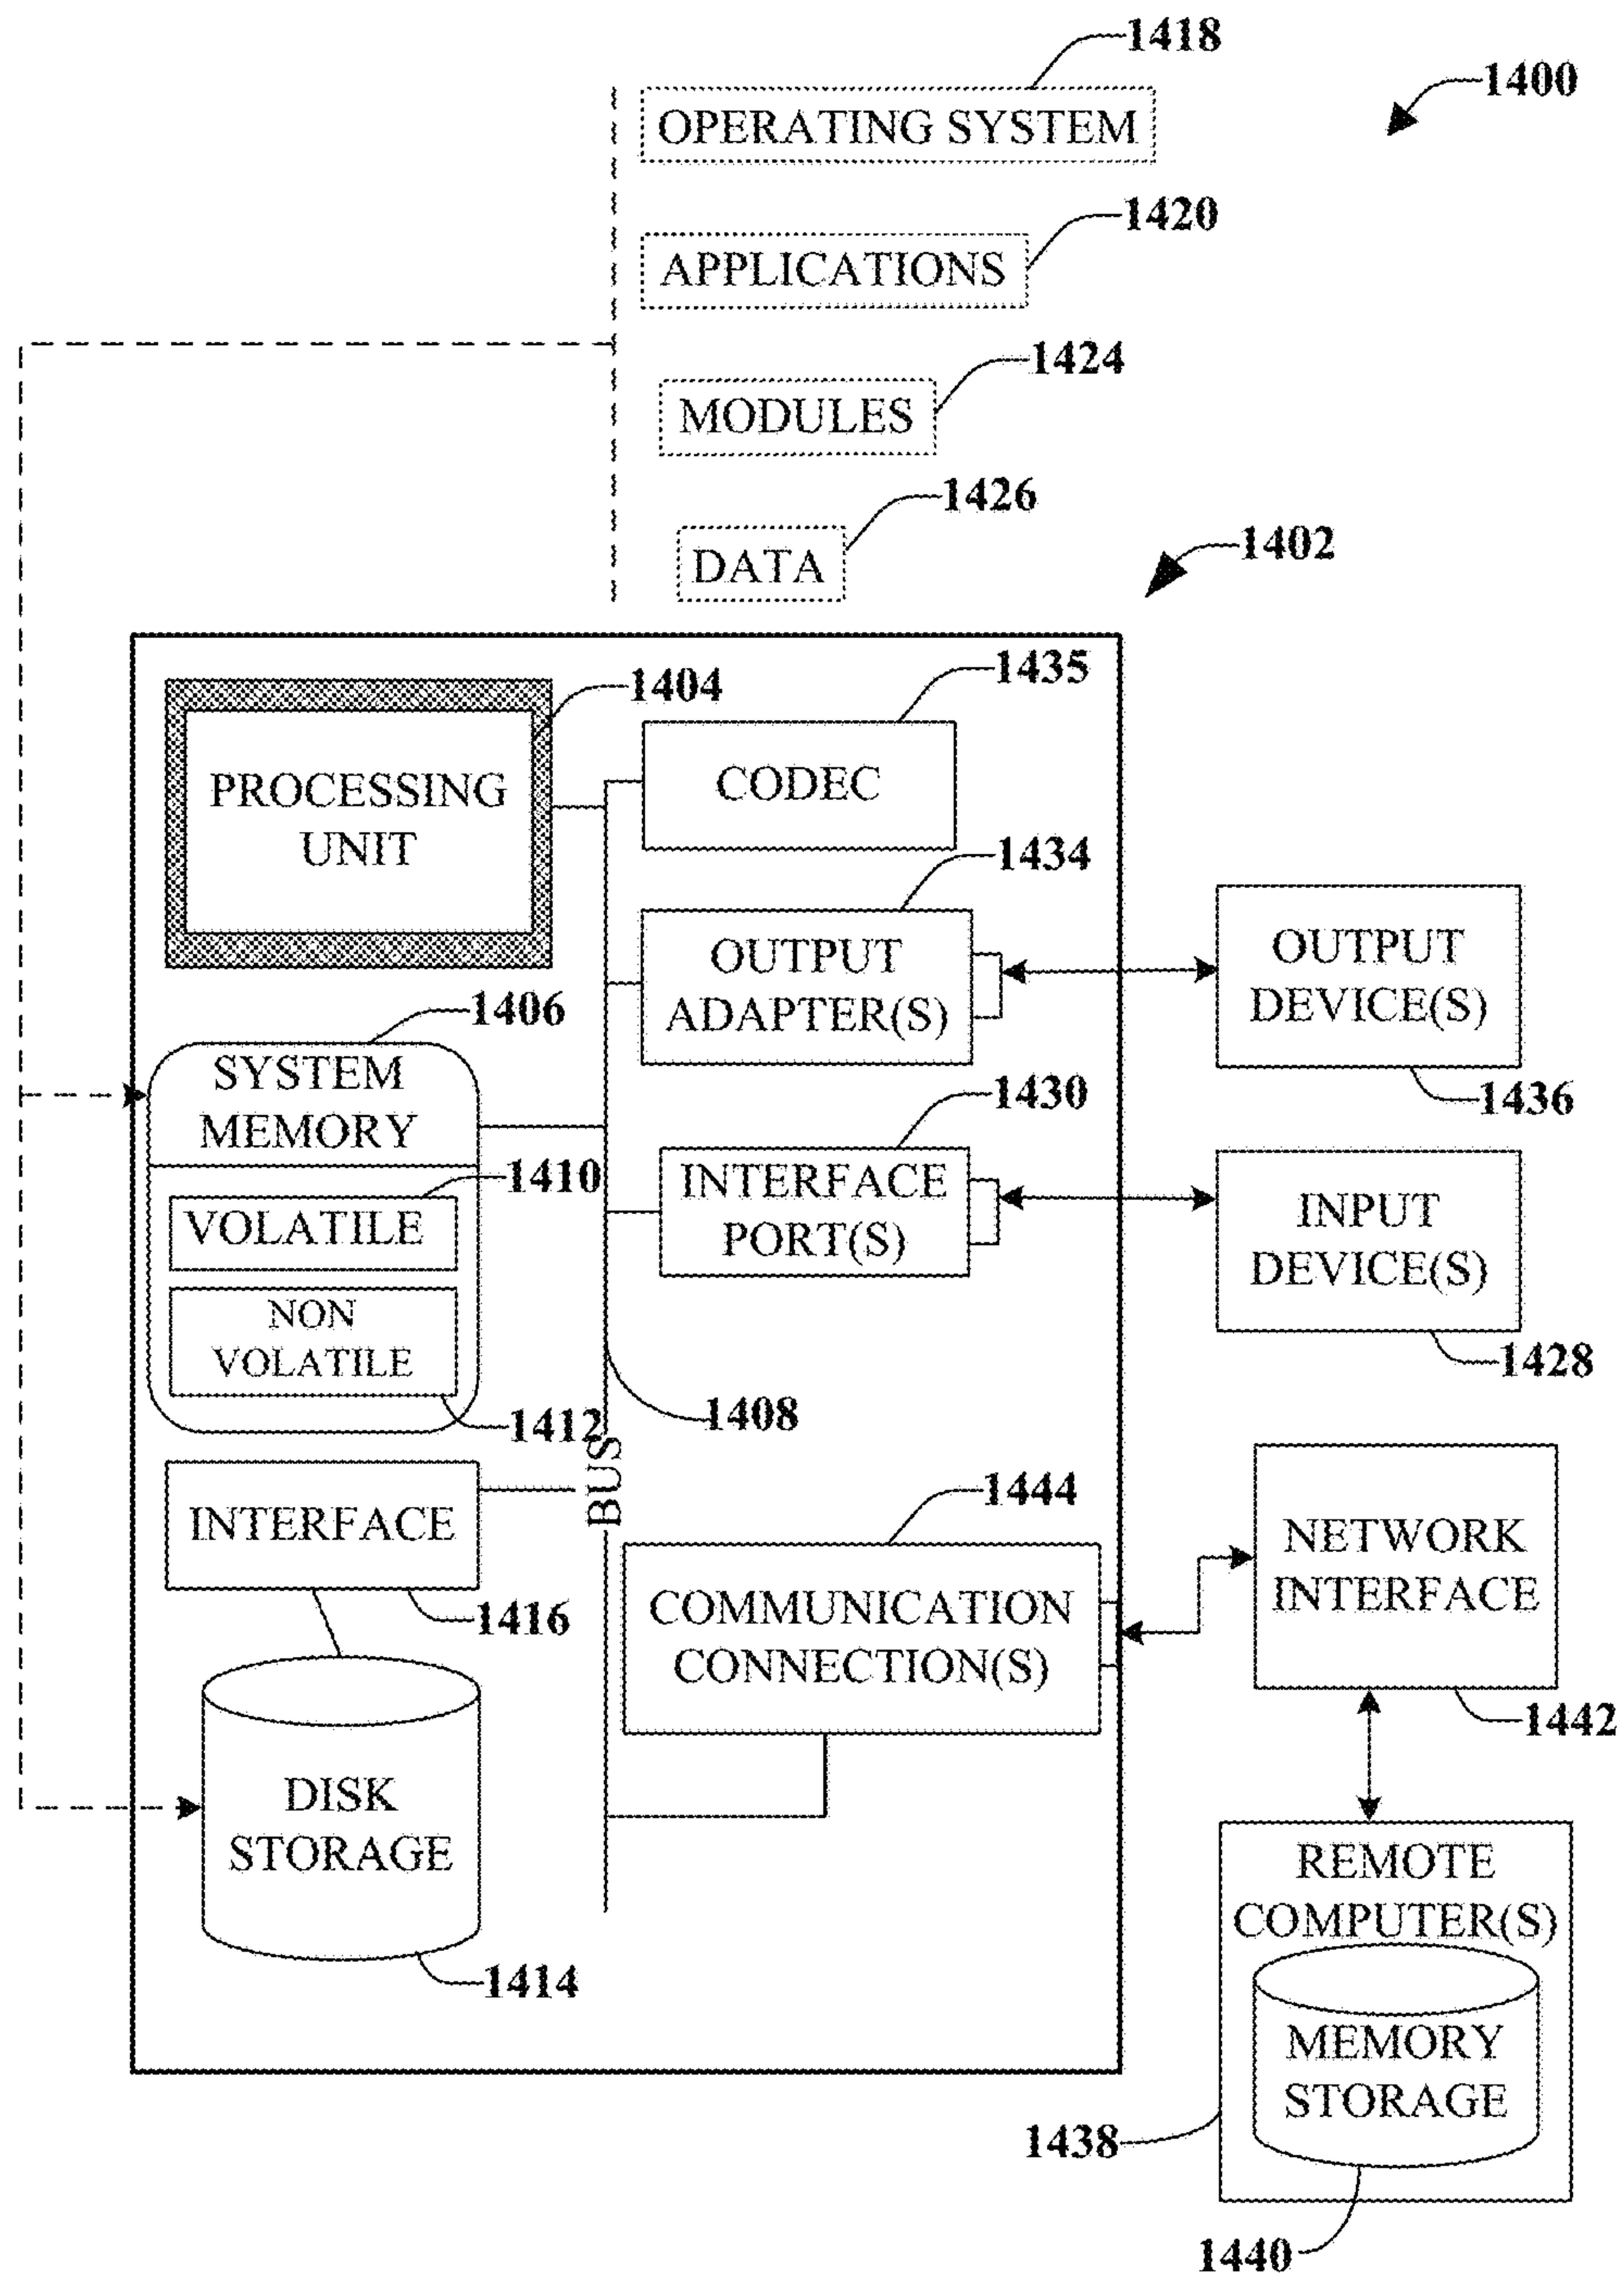 1418
1400
OPERATING SYSTEM
1420
APPLICATIONS
1424
MODULES
1426
DATA
1402
1404
PROCESSING
UNIT
1435
CODEC
1434
OUTPUT
ADAPTER(S)
OUTPUT
DEVICE(S)
1436
1406
SYSTEM
MEMORY
1410
VOLATILE
NON
VOLATILE
1412
1430
INTERFACE
PORT(S)
INPUT
DEVICE(S)
1428
1408
BUS
INTERFACE
1416
1444
COMMUNICATION
CONNECTION(S)
NETWORK
INTERFACE
1442
DISK
STORAGE
1414
REMOTE
COMPUTER(S)
MEMORY
STORAGE
1438
1440